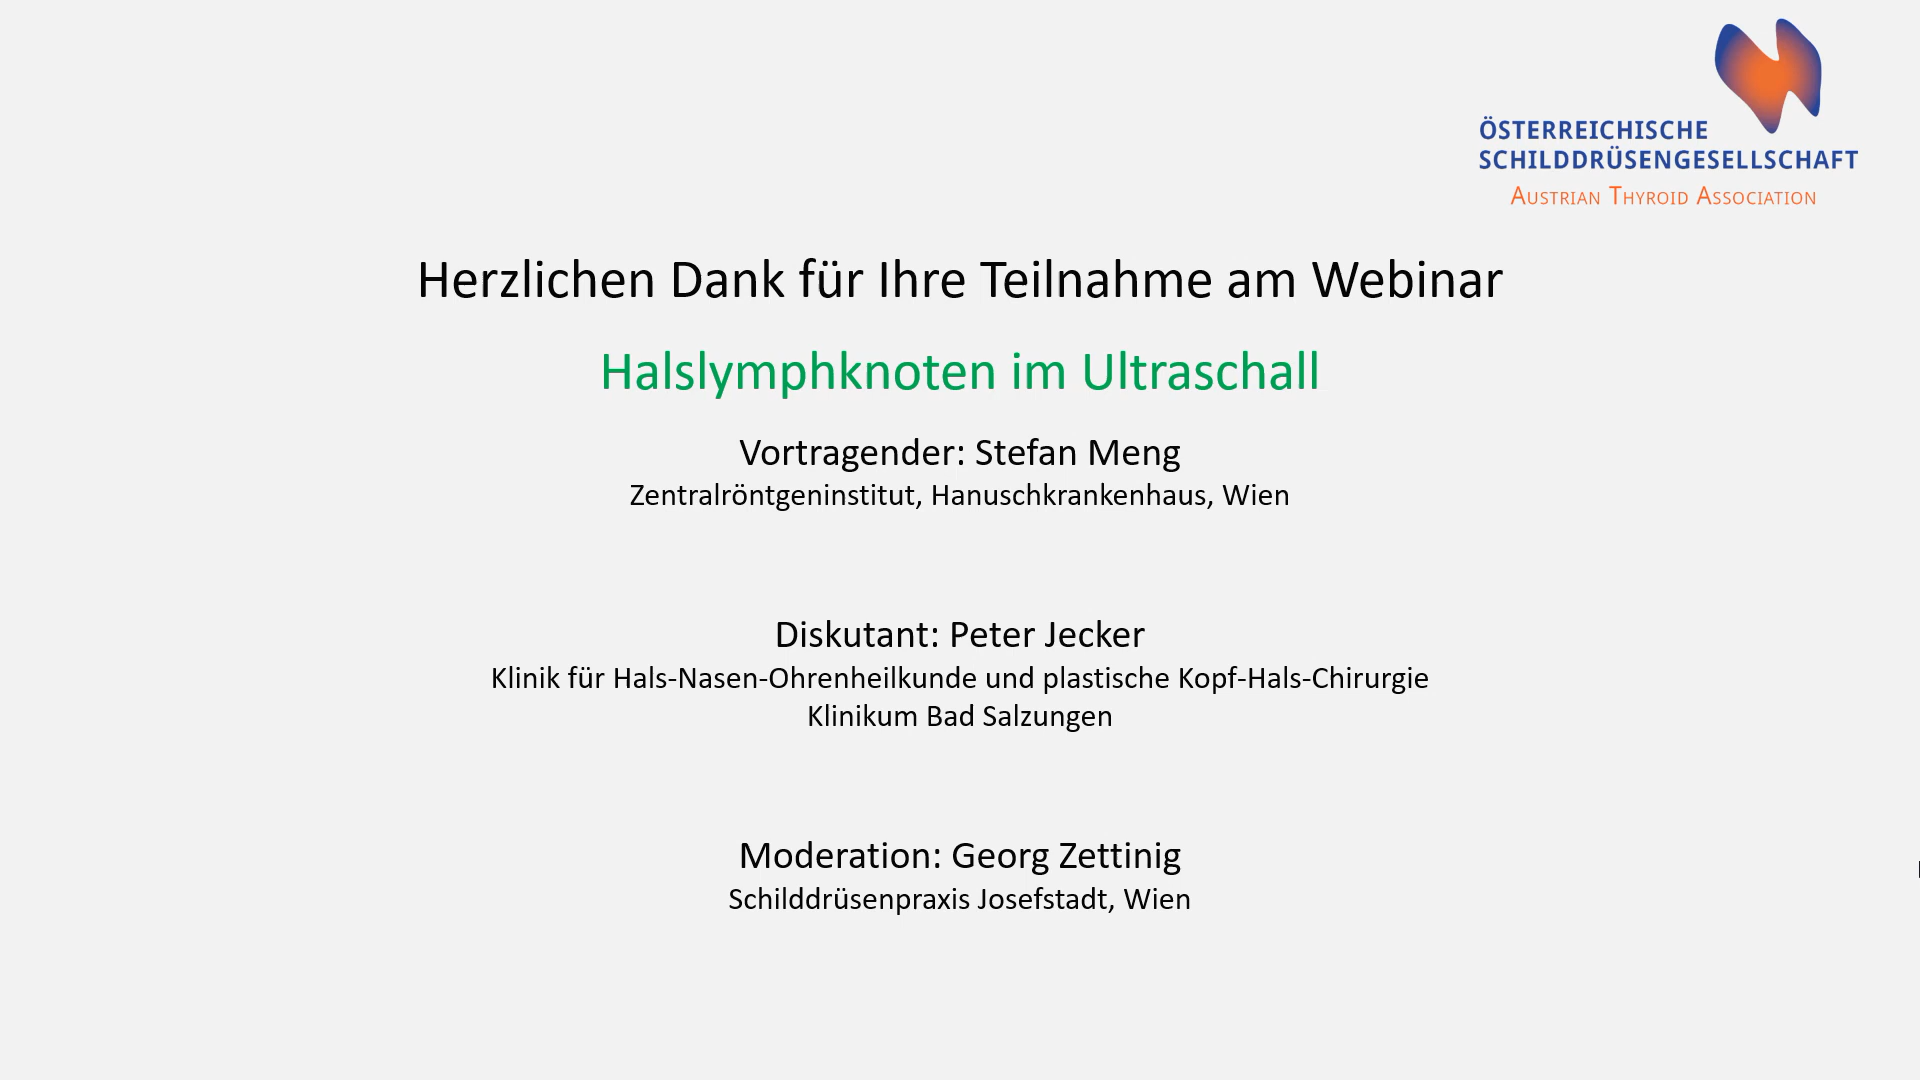 ÖSTERREICHISCHE
SCHILDDRÜSENGESELLSCHAFT
AUSTRIAN THYROID ASSOCIATION
Herzlichen Dank für Ihre Teilnahme am Webinar
Halslymphknoten im Ultraschall
Vortragender: Stefan Meng
Zentralröntgeninstitut, Hanuschkrankenhaus, Wien
Diskutant: Peter Jecker
Klinik für Hals-Nasen-Ohrenheilkunde und plastische Kopf-Hals-Chirurgie
Klinikum Bad Salzungen
Moderation: Georg Zettinig
Schilddrüsenpraxis Josefstadt, Wien